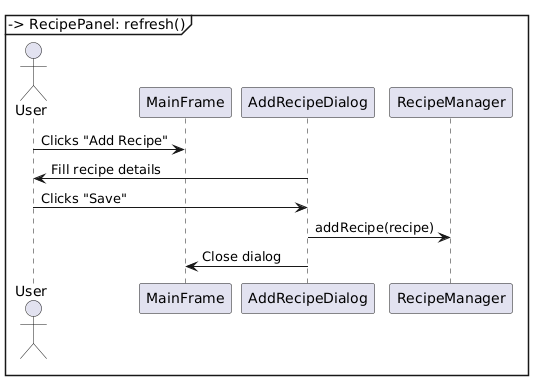 -> RecipePanel: refresh()
User
MainFrame
AddRecipeDialog
RecipeManager
Clicks "Add Recipe"
Fill recipe details
Clicks "Save"
addRecipe(recipe)
Close dialog
User
MainFrame
AddRecipeDialog
RecipeManager